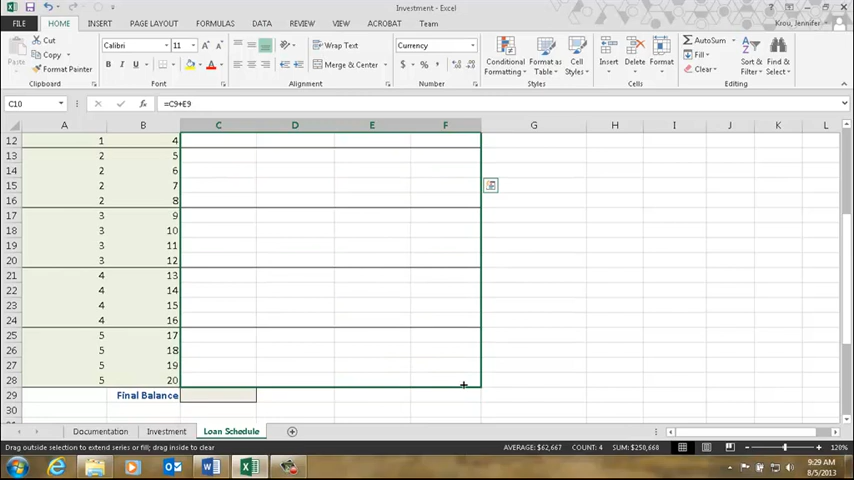 Investment - Excel
FILE HOME INSERT PAGE LAYOUT FORMULAS DATA REVIEW VIEW ACROBAT Team Krou, Jennifer
Cut
Copy
Format Painter
Paste
Clipboard
Calibri 11
B I U
Font
Wrap Text
Merge & Center
Alignment
Currency
$ % ,
Number
Conditional Formatting
Format as Table
Cell Styles
Styles
Insert Delete Format
Cells
AutoSum
Fill
Clear
Sort & Filter
Find & Select
Editing
C10 =C9+E9
A B C D E F G H I J K L
12 1 4
13 2 5
14 2 6
15 2 7
16 2 8
17 3 9
18 3 10
19 3 11
20 3 12
21 4 13
22 4 14
23 4 15
24 4 16
25 5 17
26 5 18
27 5 19
28 5 20
29 Final Balance
30
Documentation Investment Loan Schedule
Drag outside selection to extend series or fill; drag inside to clear AVERAGE: $62,667 COUNT: 4 SUM: $250,668 120%
9:29 AM
8/5/2013